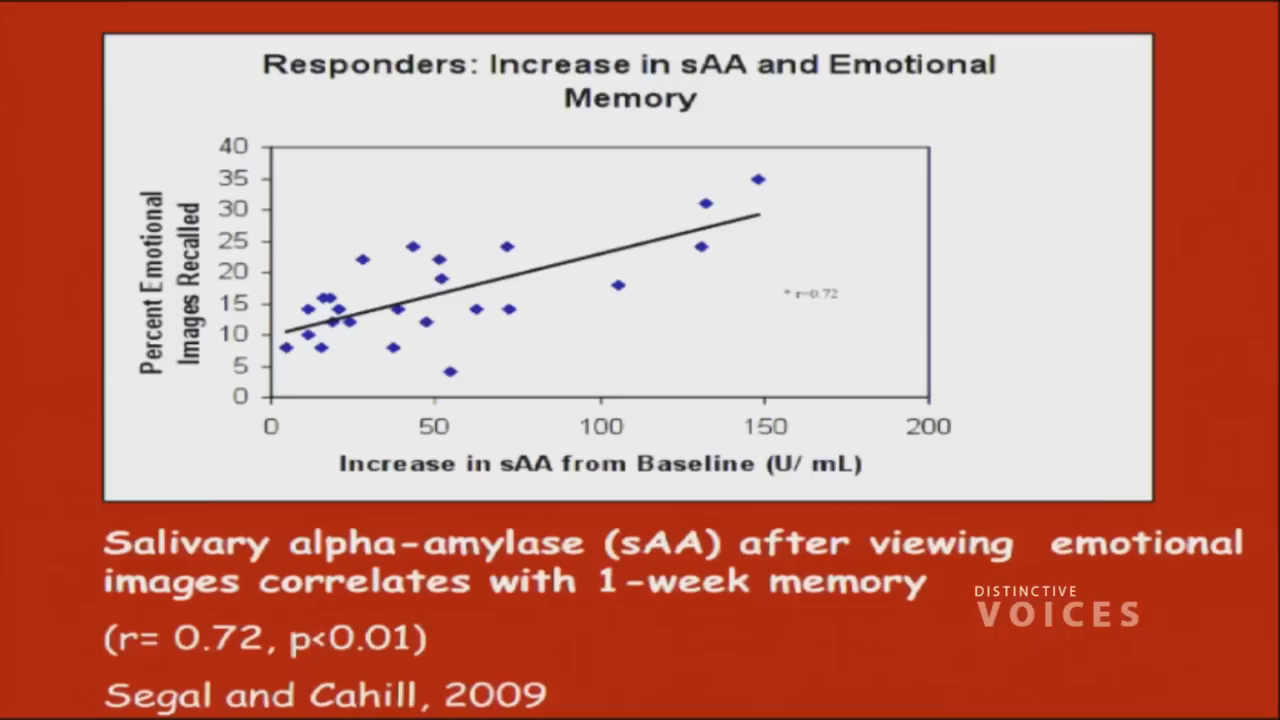 Responders: Increase in sAA and Emotional
Memory
Percent Emotional
Images Recalled
40
35
30
25
20
15
10
5
0
* r=0.72
0 50 100 150 200
Increase in sAA from Baseline (U/ mL)
Salivary alpha-amylase (sAA) after viewing emotional
images correlates with 1-week memory
DISTINCTIVE
VOICES
(r= 0.72, p<0.01)
Segal and Cahill, 2009